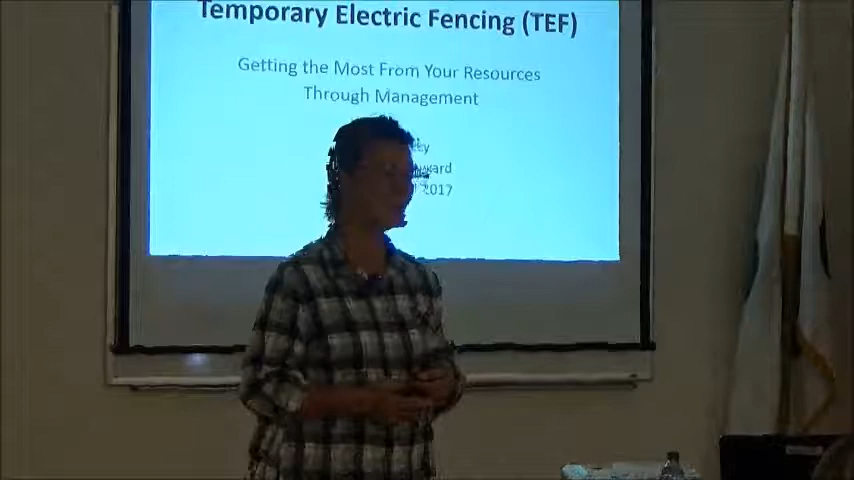 Temporary Electric Fencing (TEF)
Getting the Most From Your Resources
Through Management
2017